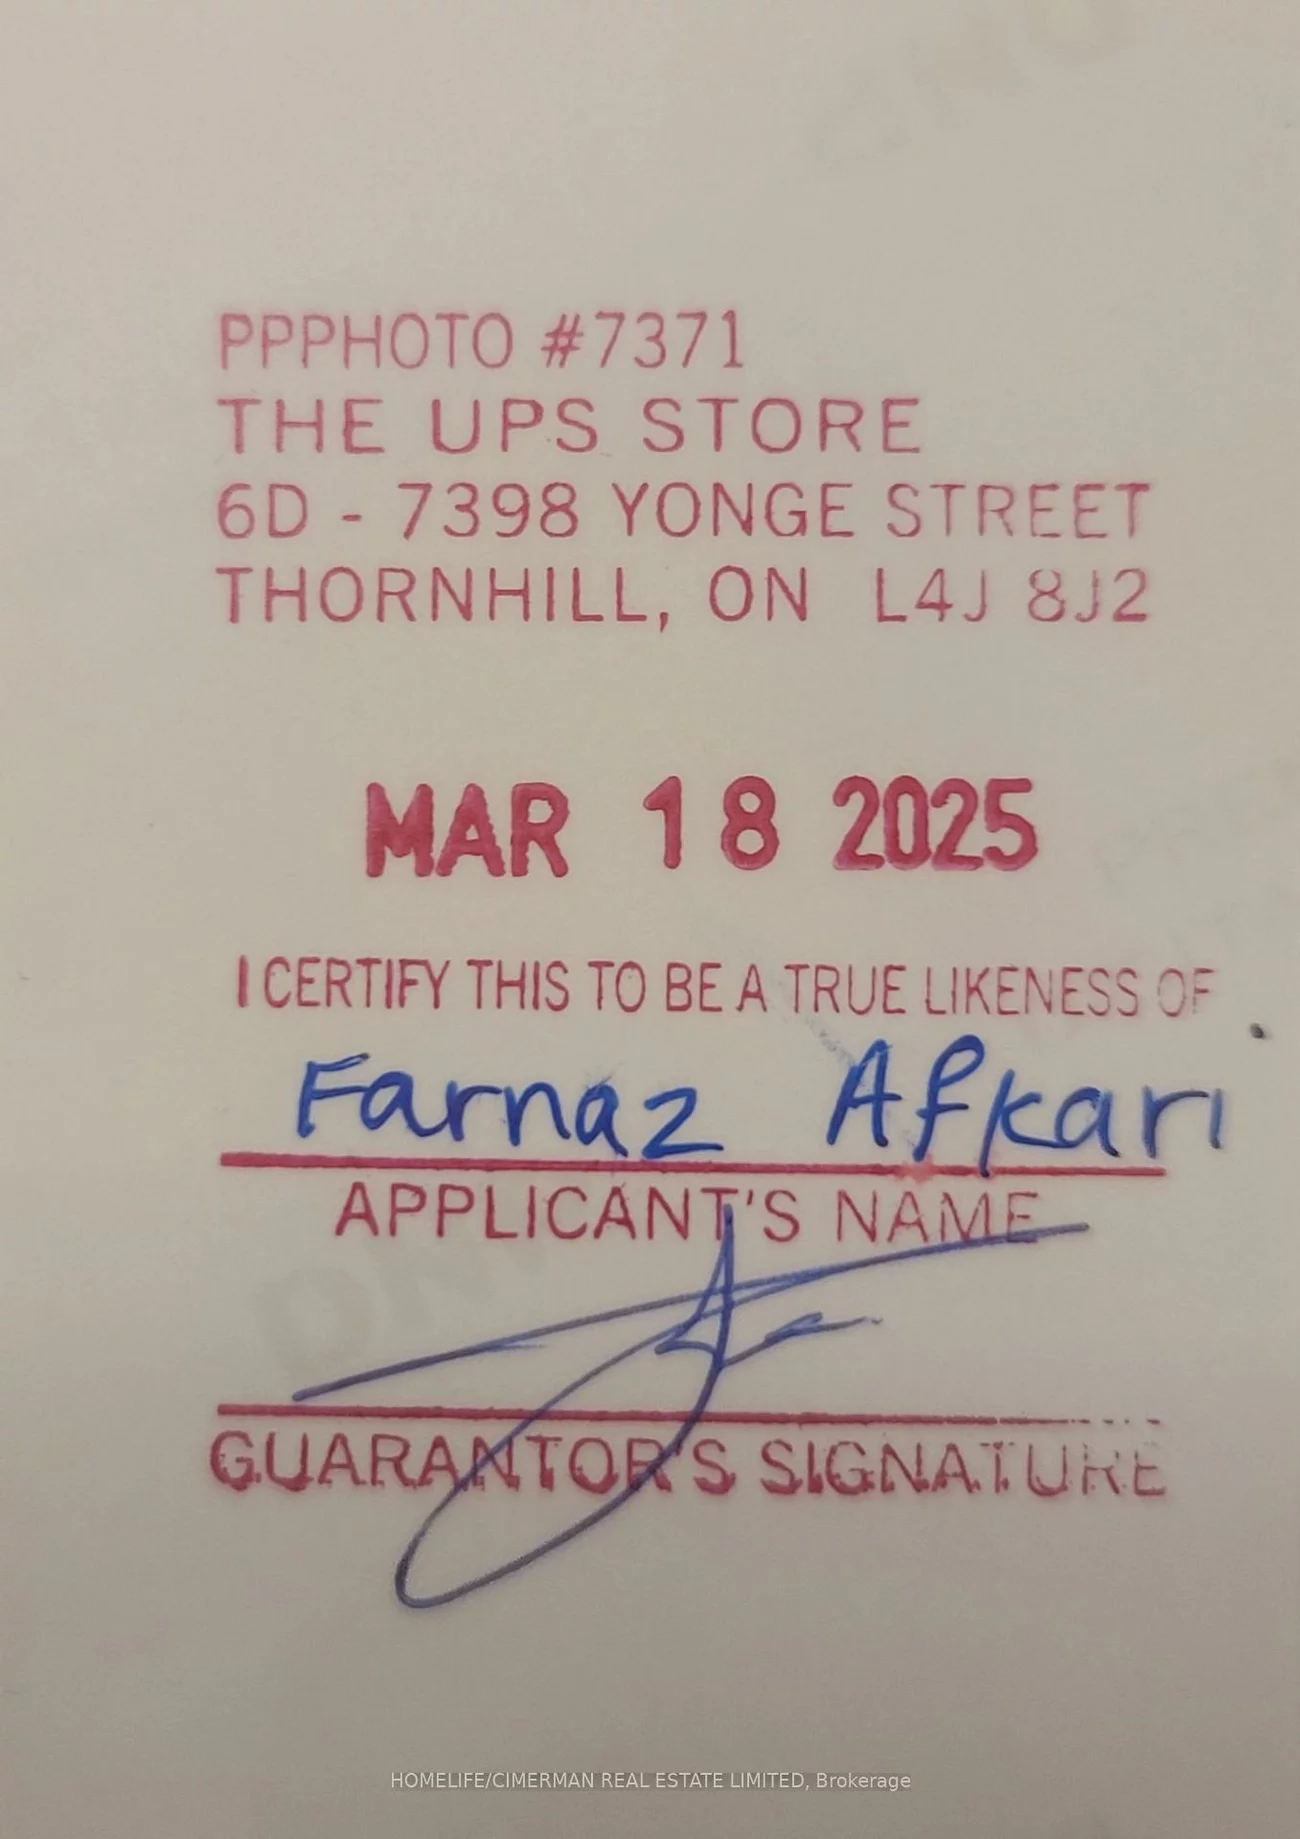 PPPHOTO #7371
THE UPS STORE
6D - 7398 YONGE STREET
THORNHILL, ON L4J 8J2
MAR 18 2025
I CERTIFY THIS TO BE A TRUE LIKENESS OF
Farnaz Afkari
APPLICANT'S NAME
GUARANTOR'S SIGNATURE
HOMELIFE/CIMERMAN REAL ESTATE LIMITED, Brokerage